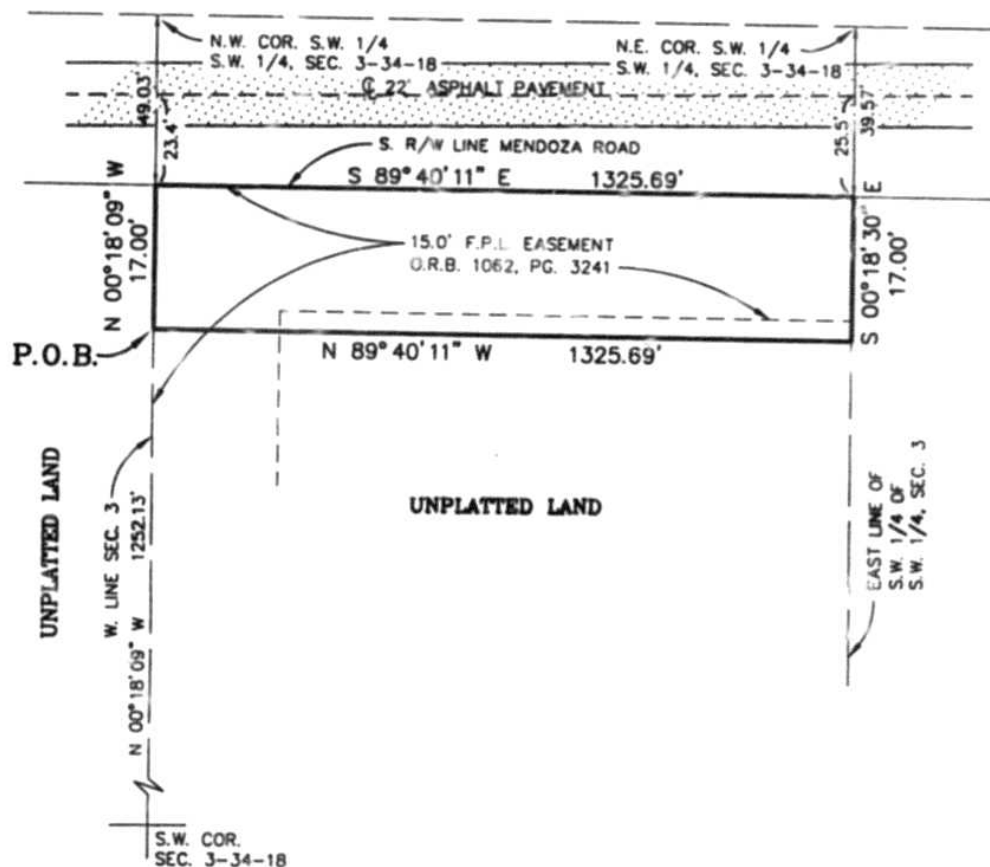 N.W. COR. S.W. 1/4
S.W. 1/4, SEC. 3-34-18
N.E. COR. S.W. 1/4
S.W. 1/4, SEC. 3-34-18
℄ 22' ASPHALT PAVEMENT
49.03'
23.4'
25.5'
39.57'
S. R/W LINE MENDOZA ROAD
S 89°40'11" E 1325.69'
N 00°18'09" W
17.00'
15.0' F.P.L EASEMENT
O.R.B. 1062, PG. 3241
S 00°18'30" E
17.00'
P.O.B.
N 89°40'11" W 1325.69'
UNPLATTED LAND
W. LINE SEC. 3
N 00°18'09" W 1252.13'
UNPLATTED LAND
EAST LINE OF
S.W. 1/4 OF
S.W. 1/4, SEC. 3
S.W. COR.
SEC. 3-34-18